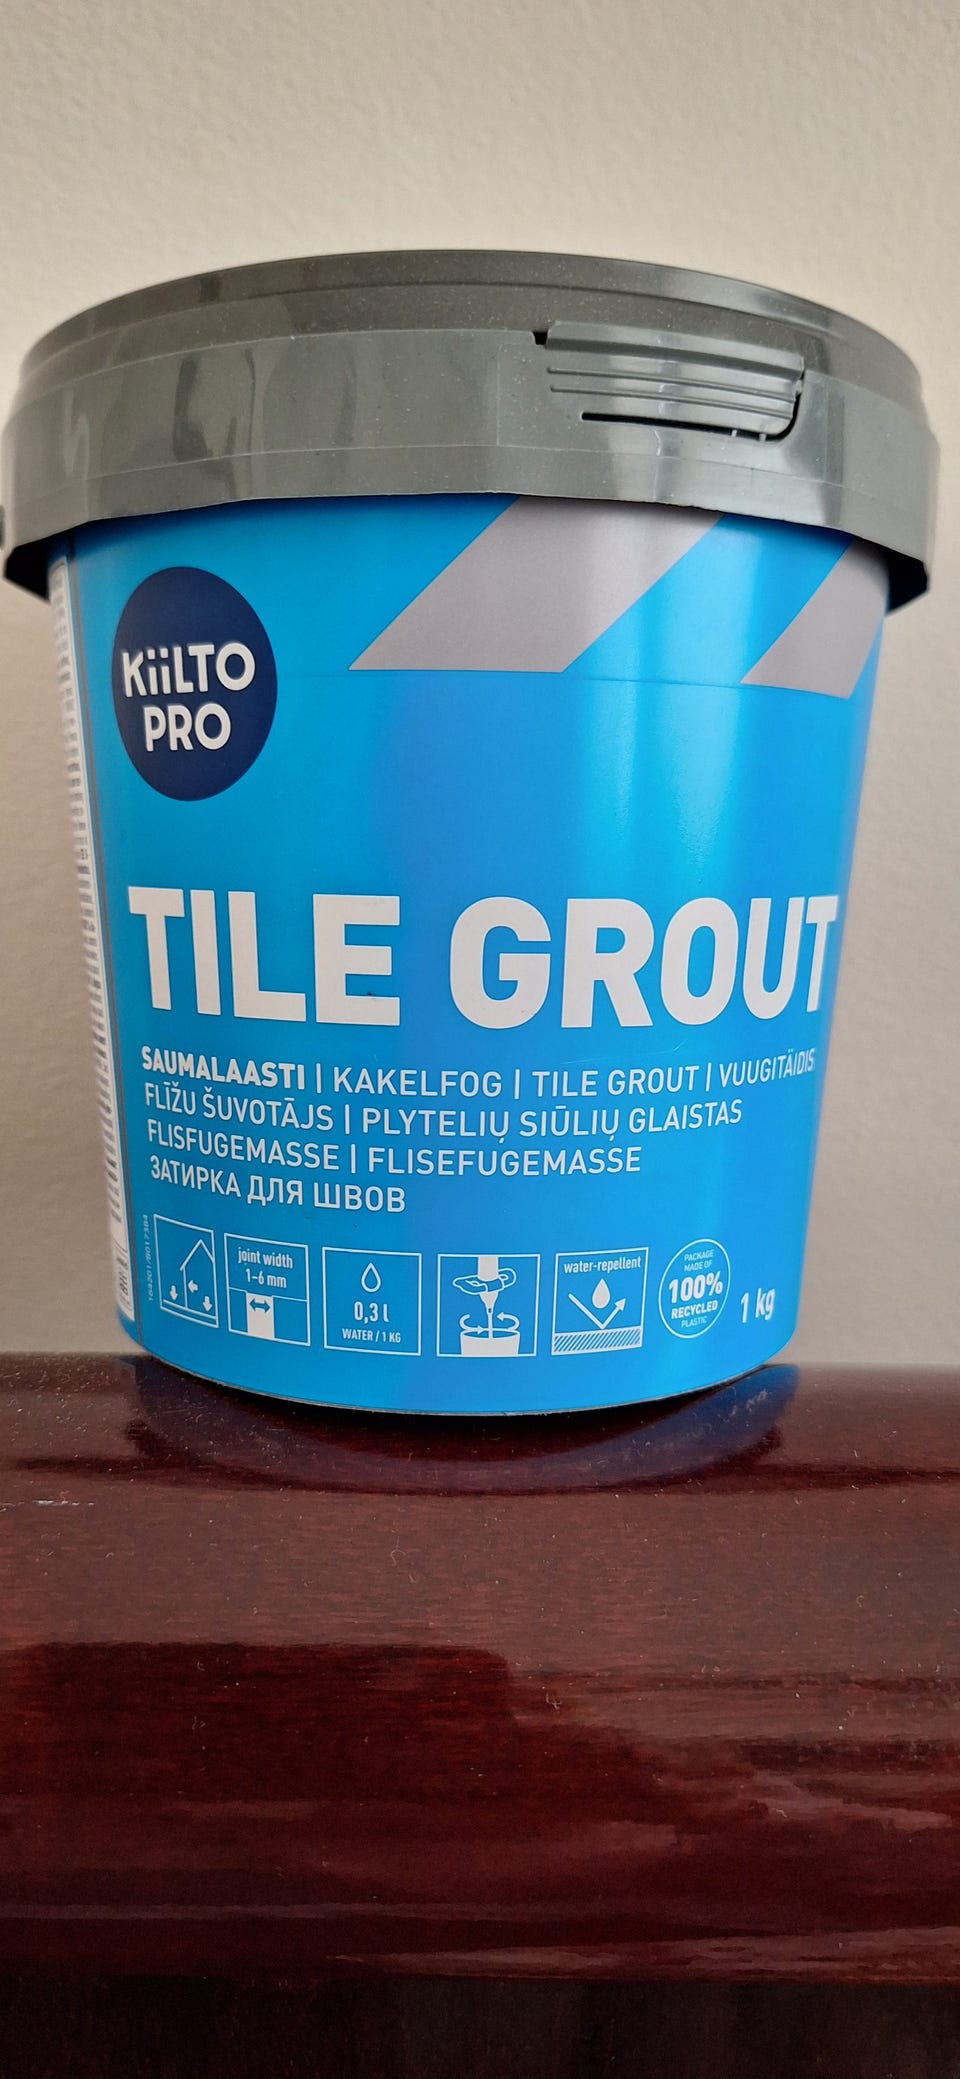 KiiLTO
PRO
TILE GROUT
SAUMALAASTI | KAKELFOG | TILE GROUT | VUUGITÄIDIS
FLĪŽU ŠUVOTĀJS | PLYTELIŲ SIŪLIŲ GLAISTAS
FLISFUGEMASSE | FLISEFUGEMASSE
ЗАТИРКА ДЛЯ ШВОВ
joint width
1-6 mm
0,3 l
WATER / 1 KG
water-repellent
PACKAGE
MADE OF
100%
RECYCLED
PLASTIC
1 kg